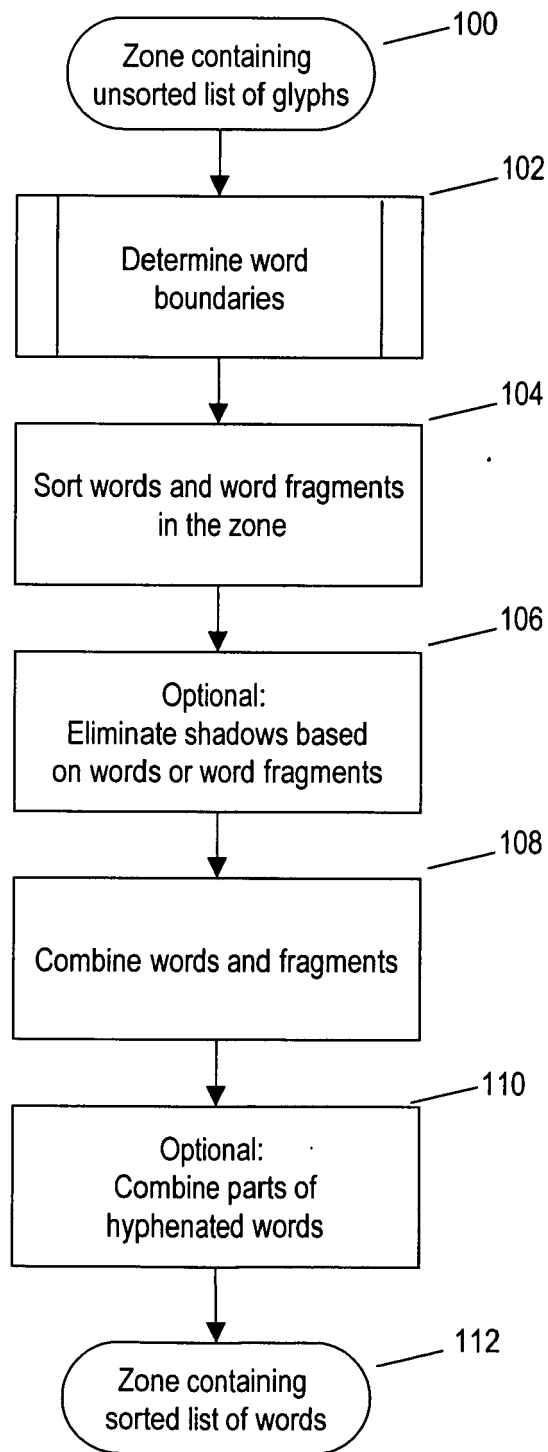 100
Zone containing
unsorted list of glyphs
102
Determine word
boundaries
104
Sort words and word fragments
in the zone
106
Optional:
Eliminate shadows based
on words or word fragments
108
Combine words and fragments
110
Optional:
Combine parts of
hyphenated words
112
Zone containing
sorted list of words